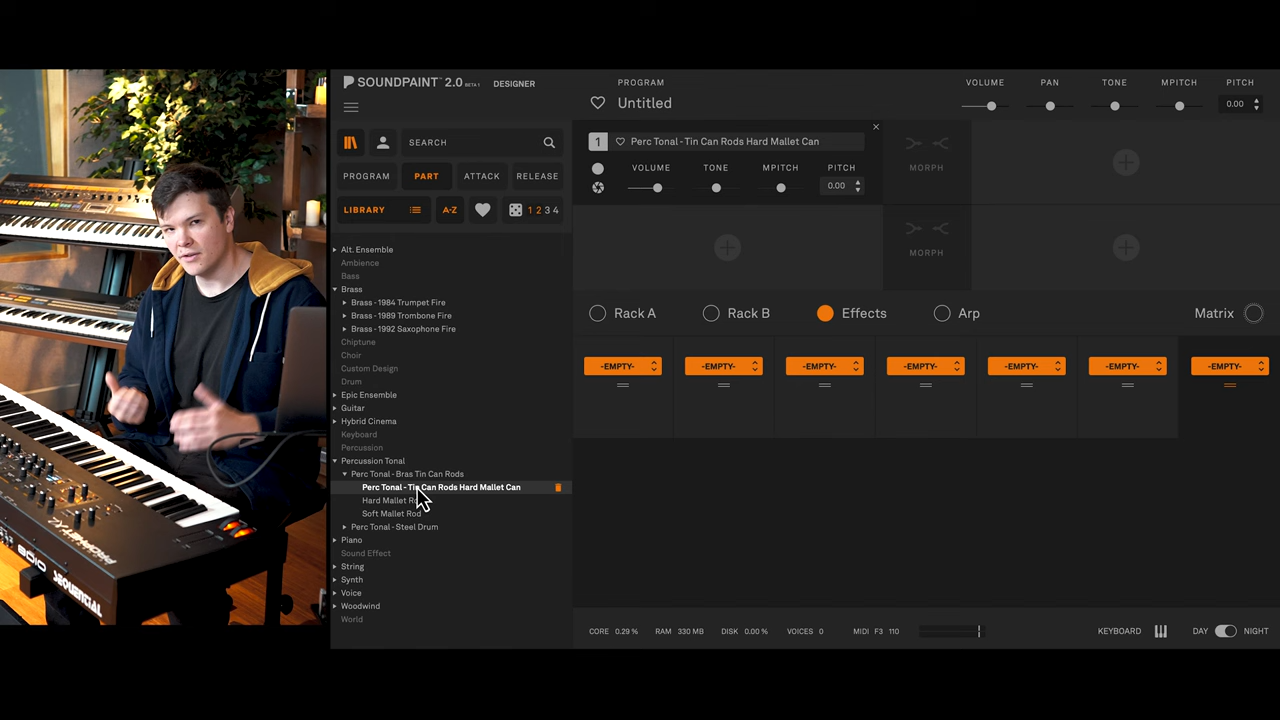 SOUNDPAINT™ 2.0 BETA 1 DESIGNER
SEARCH
PROGRAM PART ATTACK RELEASE
LIBRARY A-Z 1 2 3 4
Alt. Ensemble
Ambience
Bass
Brass
Brass - 1984 Trumpet Fire
Brass - 1989 Trombone Fire
Brass - 1992 Saxophone Fire
Chiptune
Choir
Custom Design
Drum
Epic Ensemble
Guitar
Hybrid Cinema
Keyboard
Percussion
Percussion Tonal
Perc Tonal - Bras Tin Can Rods
Perc Tonal - Tin Can Rods Hard Mallet Can
Hard Mallet
Soft Mallet Rod
Perc Tonal - Steel Drum
Piano
Sound Effect
String
Synth
Voice
Woodwind
World
PROGRAM
Untitled
VOLUME PAN TONE MPITCH PITCH
0.00
1 Perc Tonal - Tin Can Rods Hard Mallet Can
VOLUME TONE MPITCH PITCH
0.00
MORPH
MORPH
Rack A Rack B Effects Arp Matrix
-EMPTY- -EMPTY- -EMPTY- -EMPTY- -EMPTY- -EMPTY- -EMPTY-
CORE 0.29 % RAM 330 MB DISK 0.00 % VOICES 0 MIDI F3 110
KEYBOARD DAY NIGHT
SEQUENTIAL